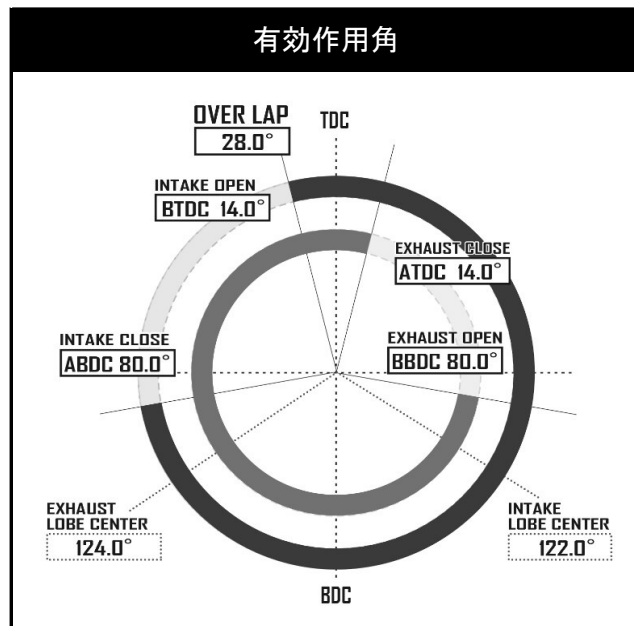 有効作用角
OVER LAP
28.0°
TDC
INTAKE OPEN
BTDC 14.0°
EXHAUST CLOSE
ATDC 14.0°
INTAKE CLOSE
ABDC 80.0°
EXHAUST OPEN
BBDC 80.0°
EXHAUST
LOBE CENTER
124.0°
INTAKE
LOBE CENTER
122.0°
BDC